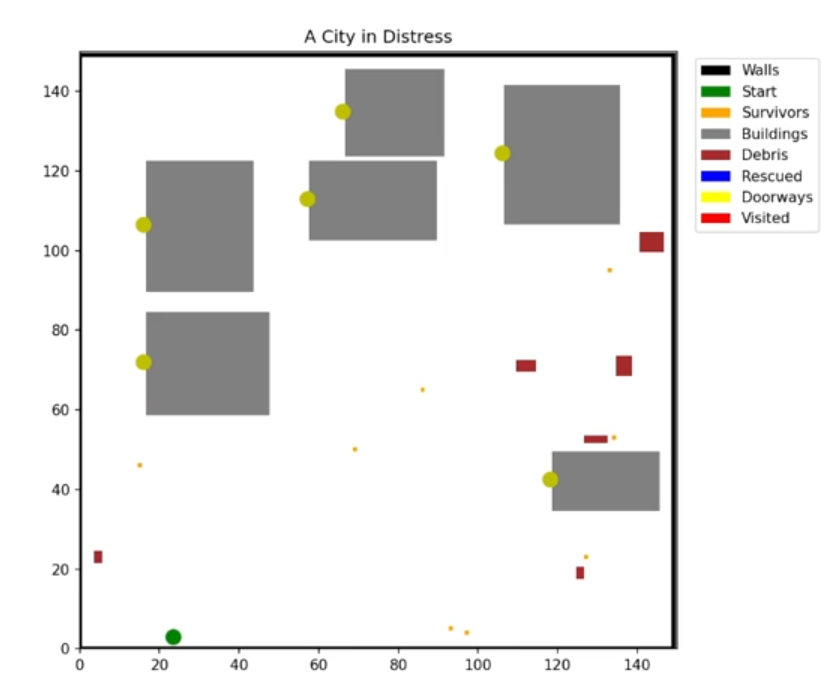 A City in Distress
140
120
100
80
60
40
20
0
0 20 40 60 80 100 120 140
Walls
Start
Survivors
Buildings
Debris
Rescued
Doorways
Visited